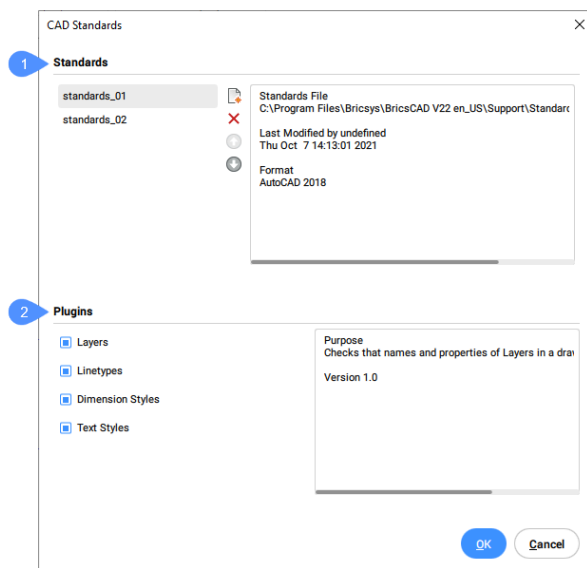 CAD Standards
1
Standards
standards_01
standards_02
Standards File
C:\Program Files\Bricsys\BricsCAD V22 en_US\Support\Standard
Last Modified by undefined
Thu Oct 7 14:13:01 2021
Format
AutoCAD 2018
2
Plugins
Layers
Linetypes
Dimension Styles
Text Styles
Purpose
Checks that names and properties of Layers in a dra
Version 1.0
OK
Cancel